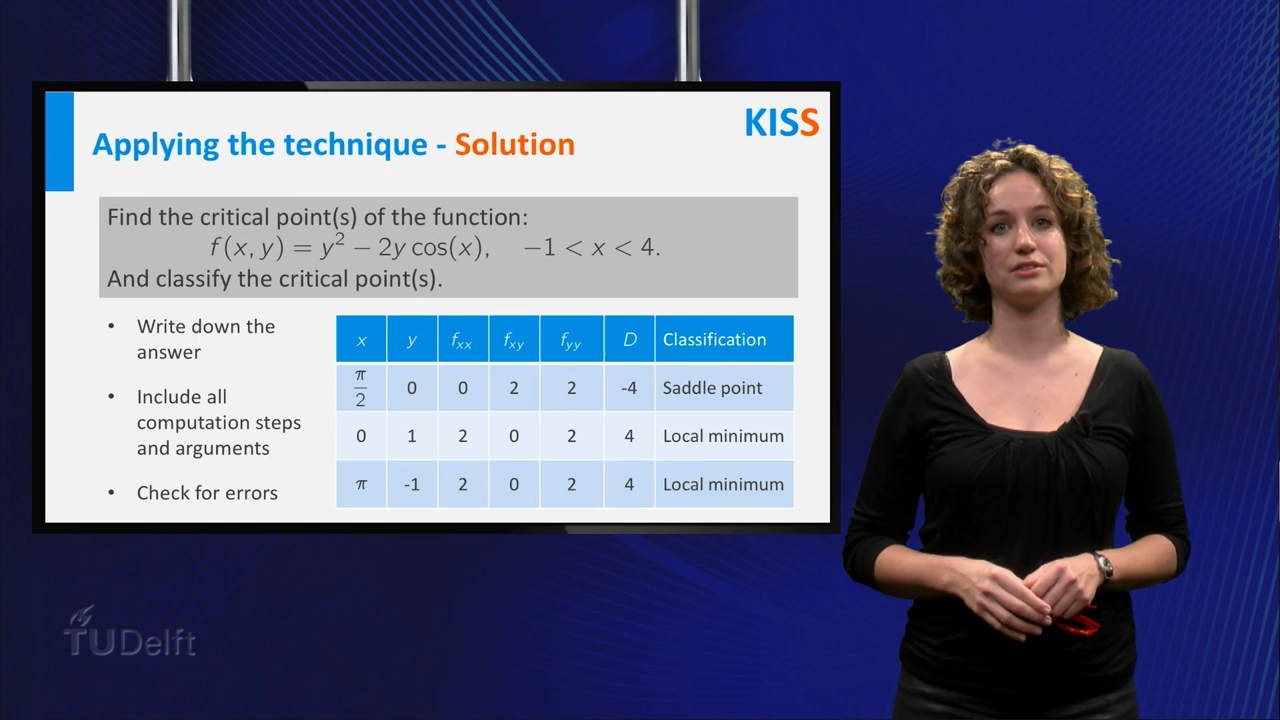 KISS
Applying the technique - Solution
Find the critical point(s) of the function:
f(x, y) = y² − 2y cos(x), −1 < x < 4.
And classify the critical point(s).
• Write down the
answer
• Include all
computation steps
and arguments
• Check for errors
x y fxx fxy fyy D Classification
π/2 0 0 2 2 -4 Saddle point
0 1 2 0 2 4 Local minimum
π -1 2 0 2 4 Local minimum
TUDelft